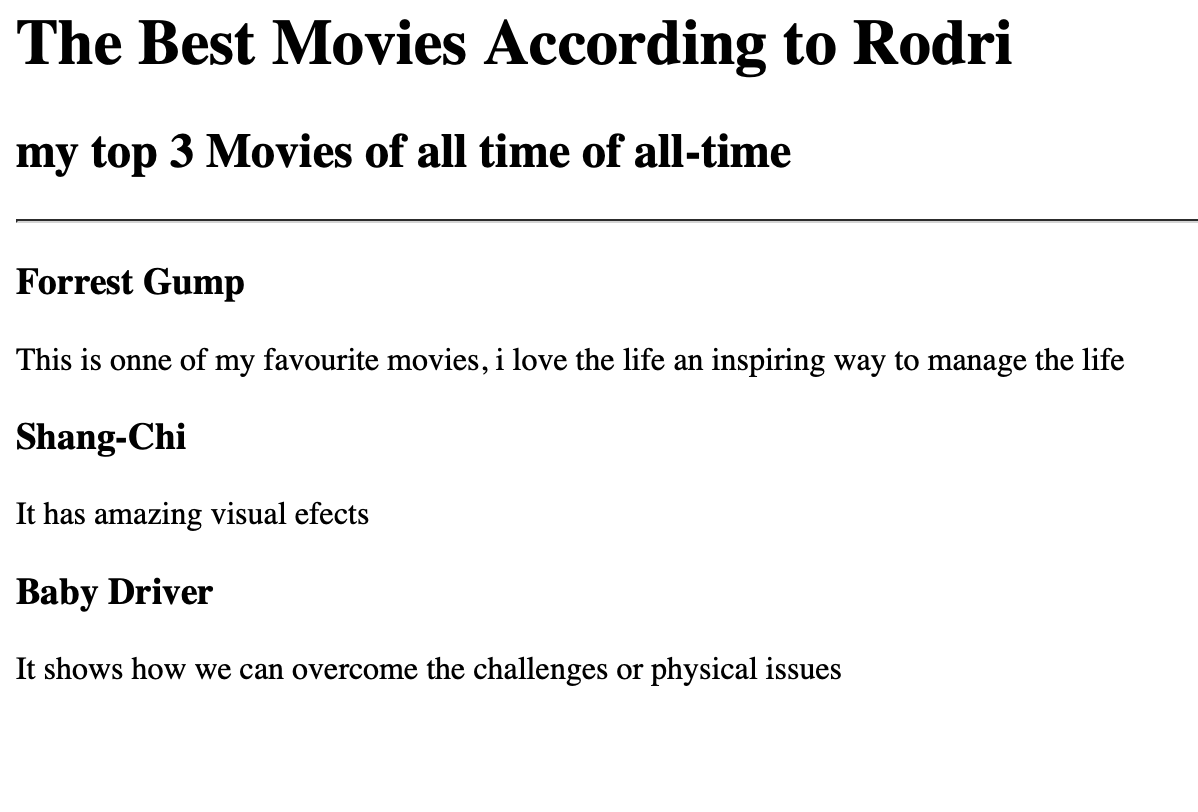 The Best Movies According to Rodri
my top 3 Movies of all time of all-time
Forrest Gump
This is onne of my favourite movies, i love the life an inspiring way to manage the life
Shang-Chi
It has amazing visual efects
Baby Driver
It shows how we can overcome the challenges or physical issues